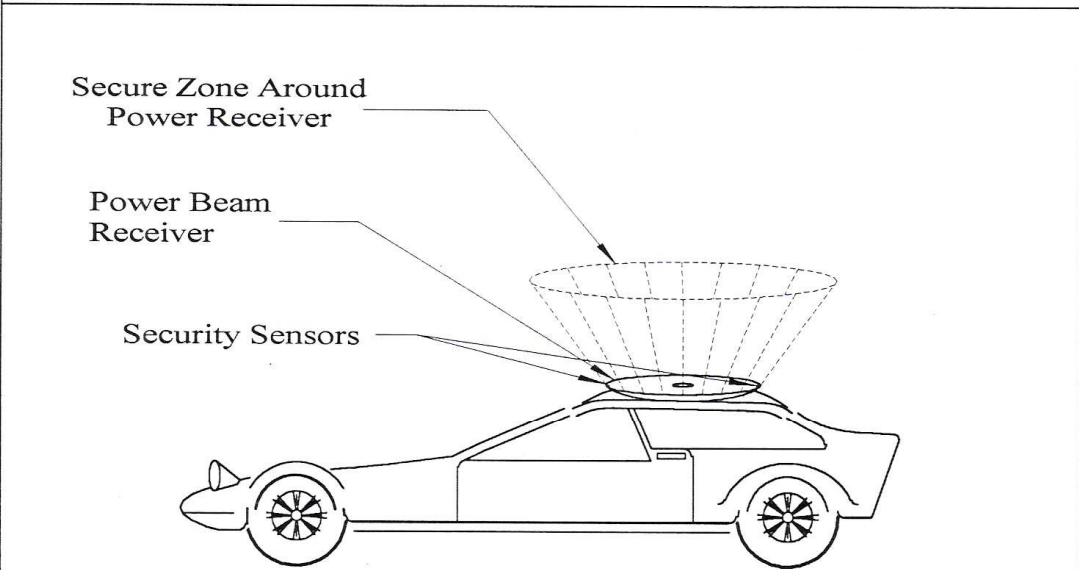 Secure Zone Around
Power Receiver
Power Beam
Receiver
Security Sensors